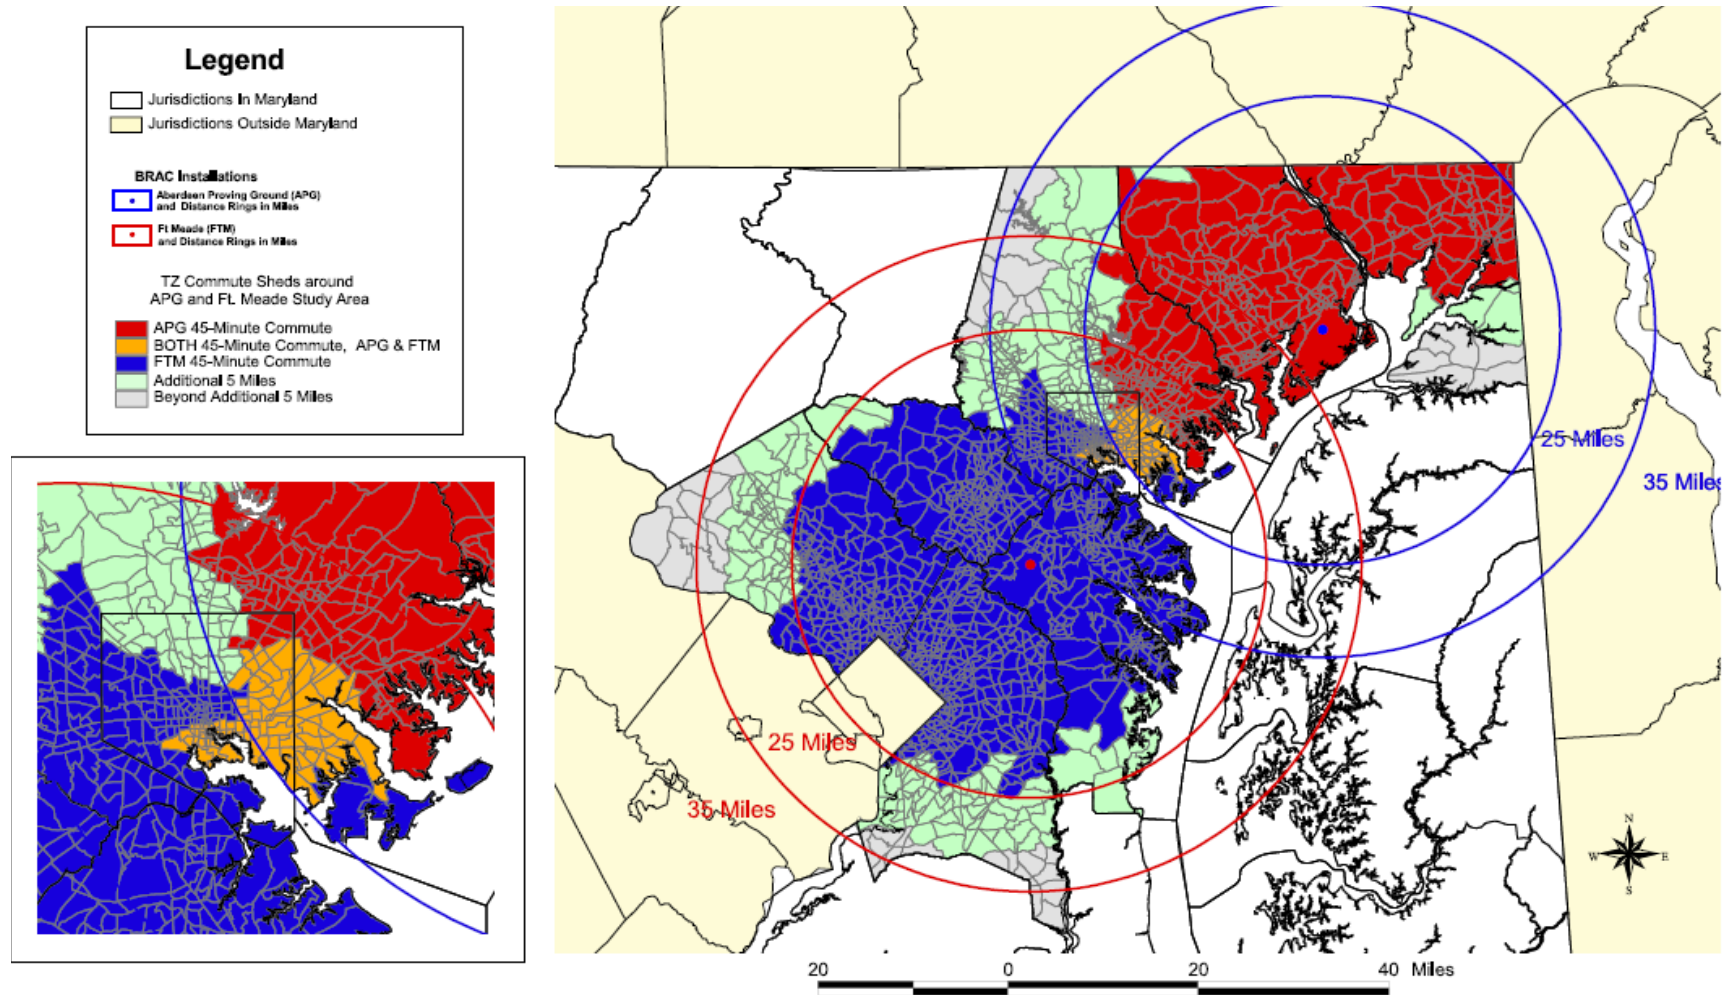 Legend
Jurisdictions In Maryland
Jurisdictions Outside Maryland
BRAC Installations
Aberdeen Proving Ground (APG)
and Distance Rings in Miles
Ft Meade (FTM)
and Distance Rings in Miles
TZ Commute Sheds around
APG and Ft. Meade Study Area
APG 45-Minute Commute
BOTH 45-Minute Commute, APG & FTM
FTM 45-Minute Commute
Additional 5 Miles
Beyond Additional 5 Miles
25 Miles
35 Miles
25 Miles
35 Miles
N
W
E
S
20
0
20
40 Miles